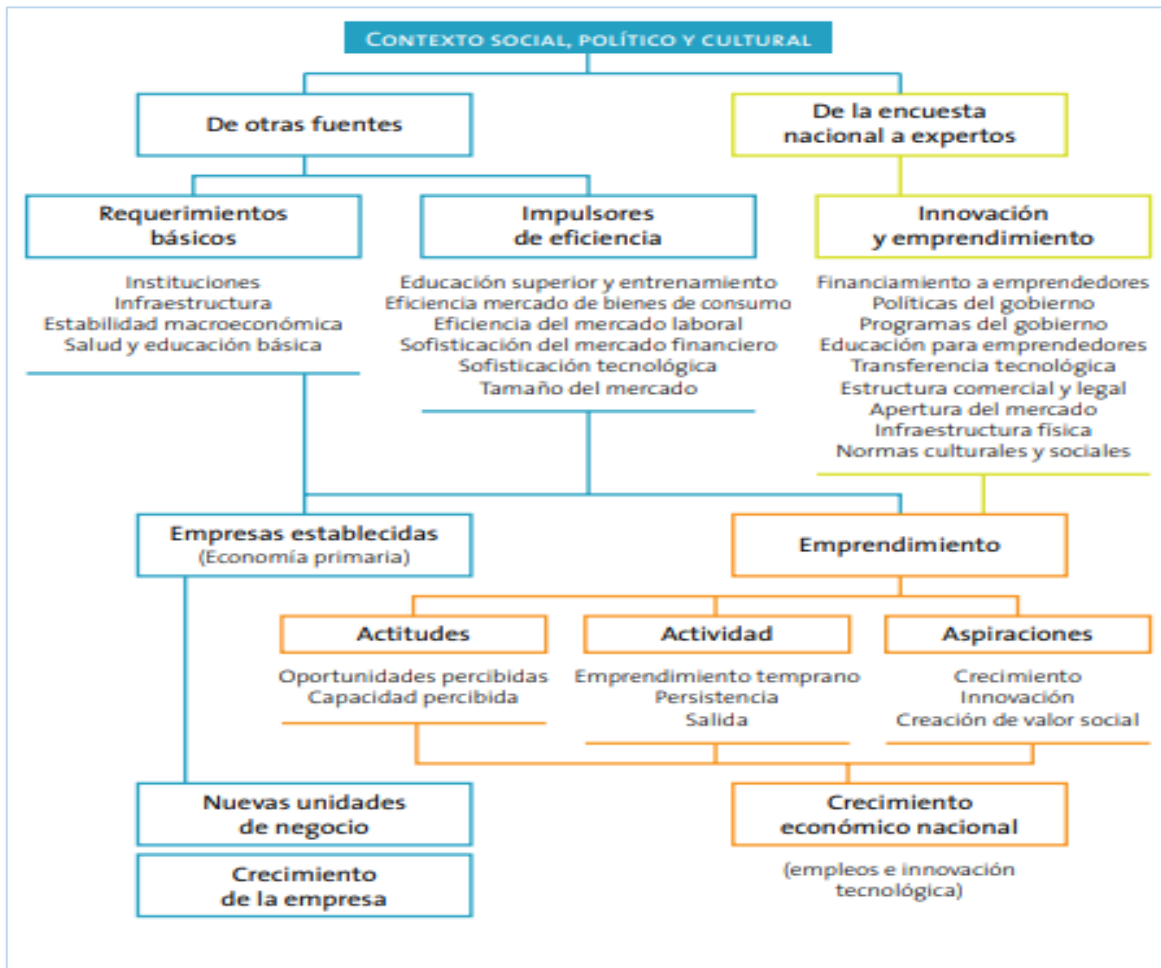 CONTEXTO SOCIAL, POLÍTICO Y CULTURAL
De otras fuentes
De la encuesta
nacional a expertos
Requerimientos
básicos
Instituciones
Infraestructura
Estabilidad macroeconómica
Salud y educación básica
Impulsores
de eficiencia
Educación superior y entrenamiento
Eficiencia mercado de bienes de consumo
Eficiencia del mercado laboral
Sofisticación del mercado financiero
Sofisticación tecnológica
Tamaño del mercado
Innovación
y emprendimiento
Financiamiento a emprendedores
Políticas del gobierno
Programas del gobierno
Educación para emprendedores
Transferencia tecnológica
Estructura comercial y legal
Apertura del mercado
Infraestructura física
Normas culturales y sociales
Empresas establecidas
(Economía primaria)
Emprendimiento
Actitudes
Oportunidades percibidas
Capacidad percibida
Actividad
Emprendimiento temprano
Persistencia
Salida
Aspiraciones
Crecimiento
Innovación
Creación de valor social
Nuevas unidades
de negocio
Crecimiento
de la empresa
Crecimiento
económico nacional
(empleos e innovación
tecnológica)